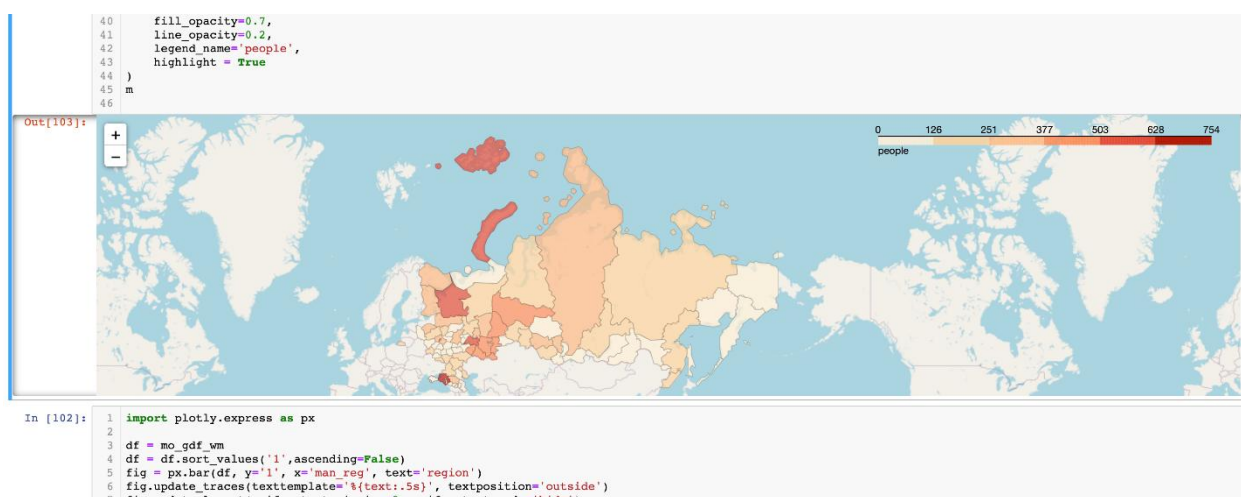 40 fill_opacity=0.7,
41 line_opacity=0.2,
42 legend_name='people',
43 highlight = True
44 )
45 m
46
Out[103]:
+
−
0 126 251 377 503 628 754
people
In [102]:
1 import plotly.express as px
2
3 df = mo_gdf_wm
4 df = df.sort_values('1',ascending=False)
5 fig = px.bar(df, y='1', x='man_reg', text='region')
6 fig.update_traces(texttemplate='%{text:.5s}', textposition='outside')